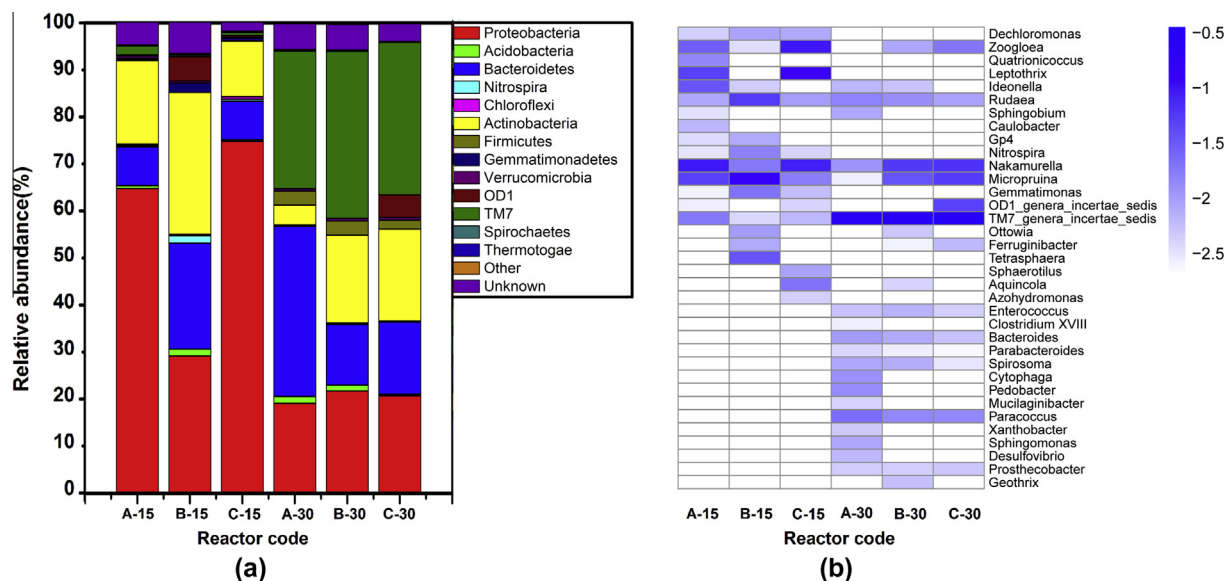 100
90
80
70
60
50
40
30
20
10
0
Relative abundance(%)
A-15 B-15 C-15 A-30 B-30 C-30
Reactor code
(a)
Proteobacteria
Acidobacteria
Bacteroidetes
Nitrospira
Chloroflexi
Actinobacteria
Firmicutes
Gemmatimonadetes
Verrucomicrobia
OD1
TM7
Spirochaetes
Thermotogae
Other
Unknown
Dechloromonas
Zoogloea
Quatrionicoccus
Leptothrix
Ideonella
Rudaea
Sphingobium
Caulobacter
Gp4
Nitrospira
Nakamurella
Micropruina
Gemmatimonas
OD1_genera_incertae_sedis
TM7_genera_incertae_sedis
Ottowia
Ferruginibacter
Tetrasphaera
Sphaerotilus
Aquincola
Azohydromonas
Enterococcus
Clostridium XVIII
Bacteroides
Parabacteroides
Spirosoma
Cytophaga
Pedobacter
Mucilaginibacter
Paracoccus
Xanthobacter
Sphingomonas
Desulfovibrio
Prosthecobacter
Geothrix
A-15 B-15 C-15 A-30 B-30 C-30
Reactor code
(b)
−0.5
−1
−1.5
−2
−2.5